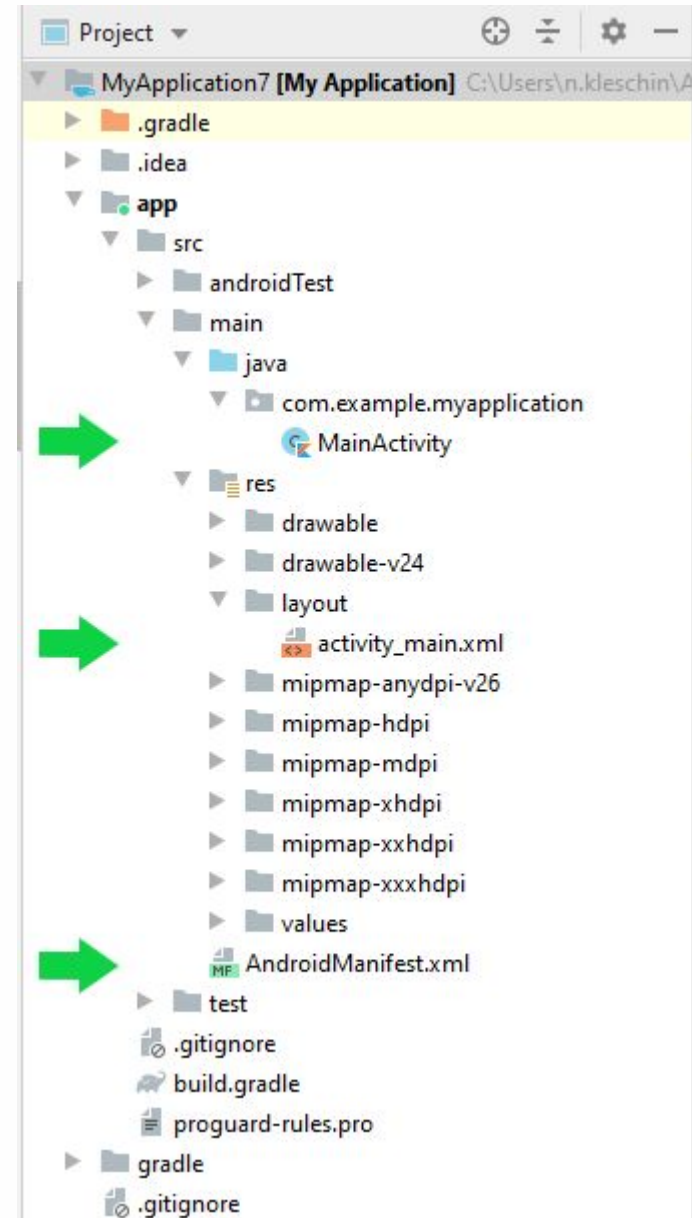 Project
MyApplication7 [My Application] C:\Users\n.kleschin\A
.gradle
.idea
app
src
androidTest
main
java
com.example.myapplication
MainActivity
res
drawable
drawable-v24
layout
activity_main.xml
mipmap-anydpi-v26
mipmap-hdpi
mipmap-mdpi
mipmap-xhdpi
mipmap-xxhdpi
mipmap-xxxhdpi
values
MF AndroidManifest.xml
test
.gitignore
build.gradle
proguard-rules.pro
gradle
.gitignore